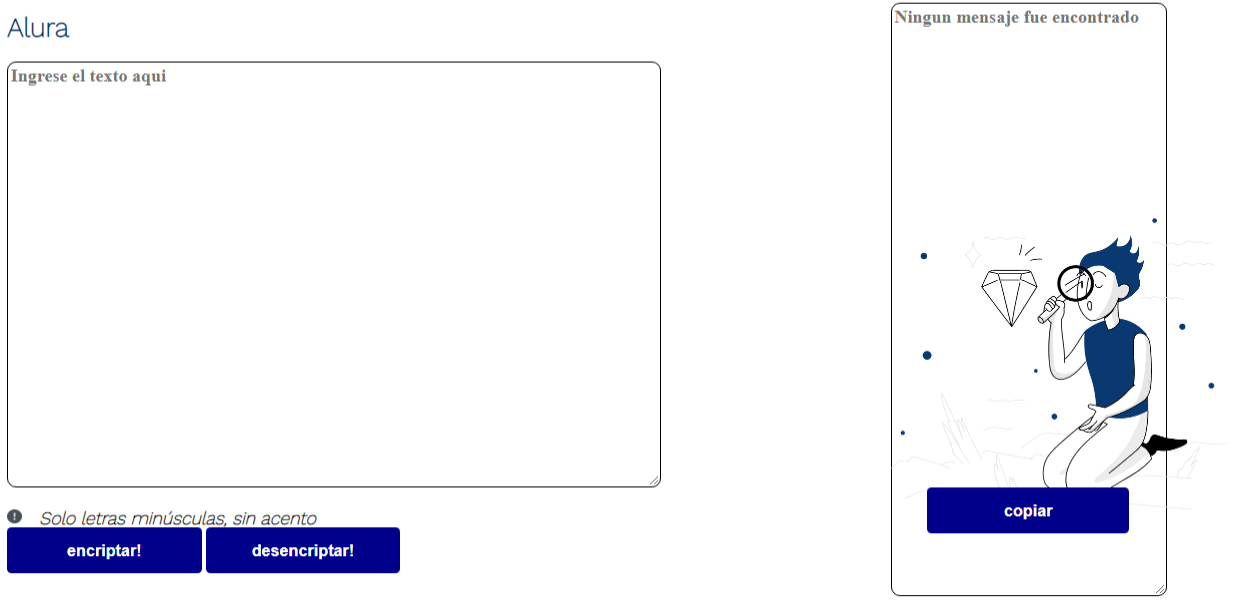 Alura
Ingrese el texto aqui
Solo letras minúsculas, sin acento
encriptar! desencriptar!
Ningun mensaje fue encontrado
copiar